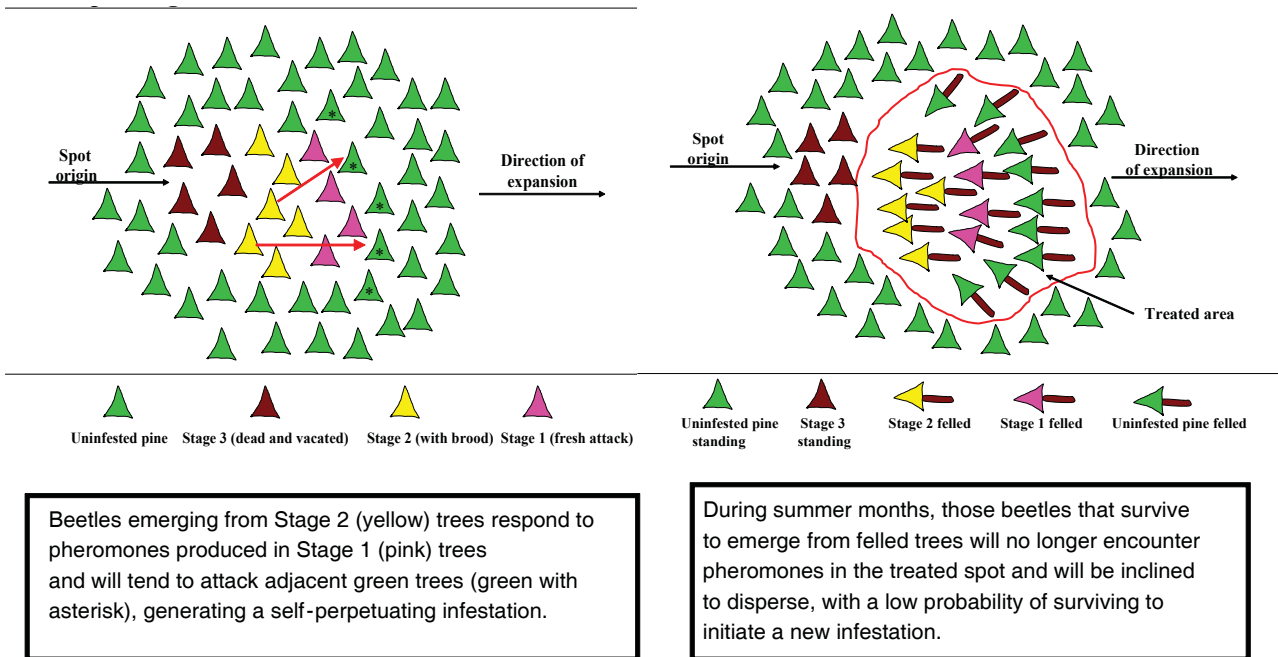 Spot
origin
Direction of
expansion
*
*
*
*
*
Uninfested pine
Stage 3 (dead and vacated)
Stage 2 (with brood)
Stage 1 (fresh attack)
Beetles emerging from Stage 2 (yellow) trees respond to
pheromones produced in Stage 1 (pink) trees
and will tend to attack adjacent green trees (green with
asterisk), generating a self-perpetuating infestation.
Spot
origin
Direction
of expansion
Treated area
Uninfested pine
standing
Stage 3
standing
Stage 2 felled
Stage 1 felled
Uninfested pine felled
During summer months, those beetles that survive
to emerge from felled trees will no longer encounter
pheromones in the treated spot and will be inclined
to disperse, with a low probability of surviving to
initiate a new infestation.